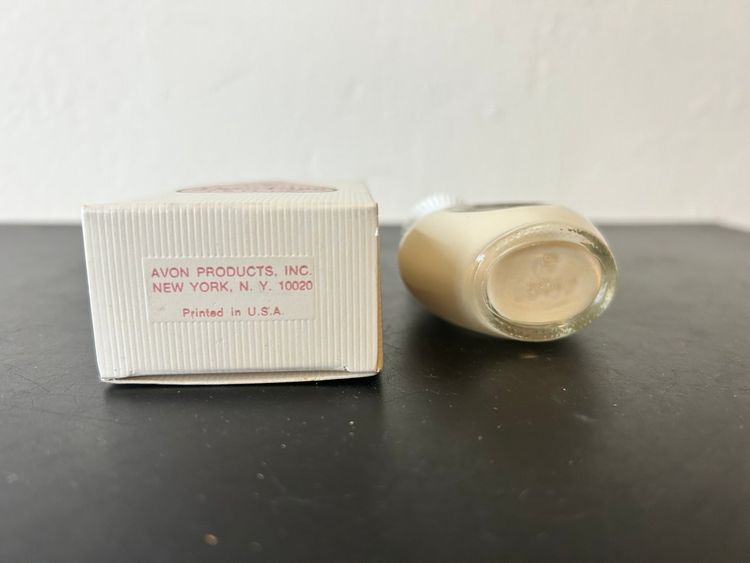 AVON PRODUCTS, INC.
NEW YORK, N. Y. 10020
Printed in U.S.A.